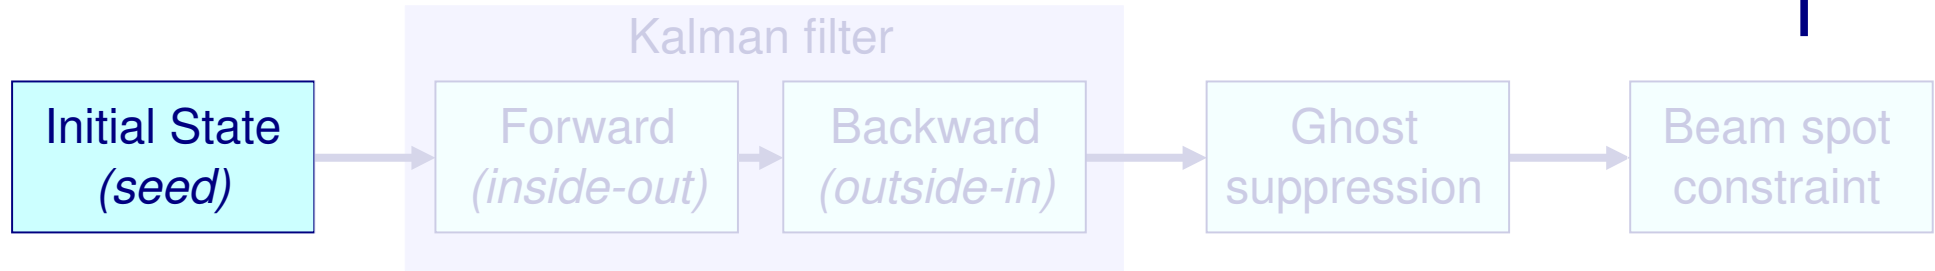 Kalman filter
Initial State
(seed)
Forward
(inside-out)
Backward
(outside-in)
Ghost
suppression
Beam spot
constraint